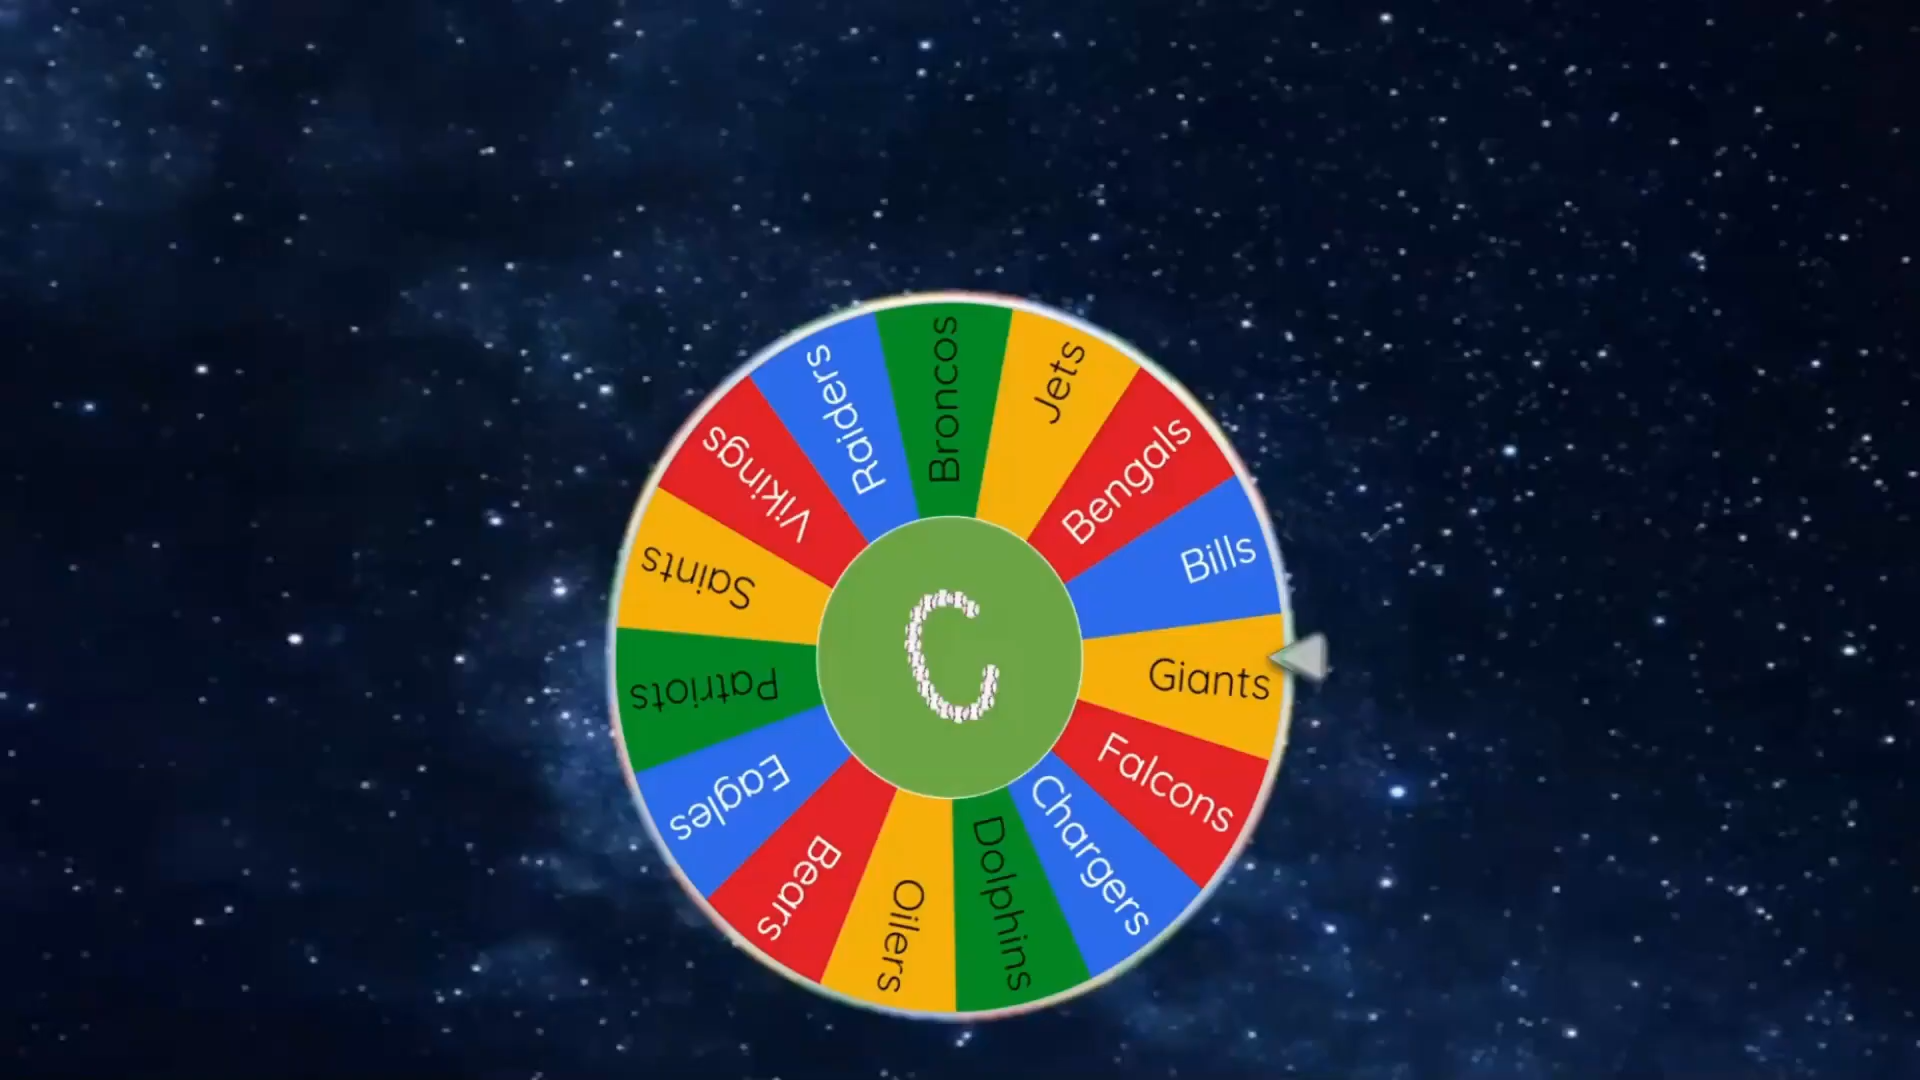 Broncos
Jets
Bengals
Bills
Giants
Falcons
Chargers
Dolphins
Oilers
Bears
Eagles
Patriots
Saints
Vikings
Raiders
C